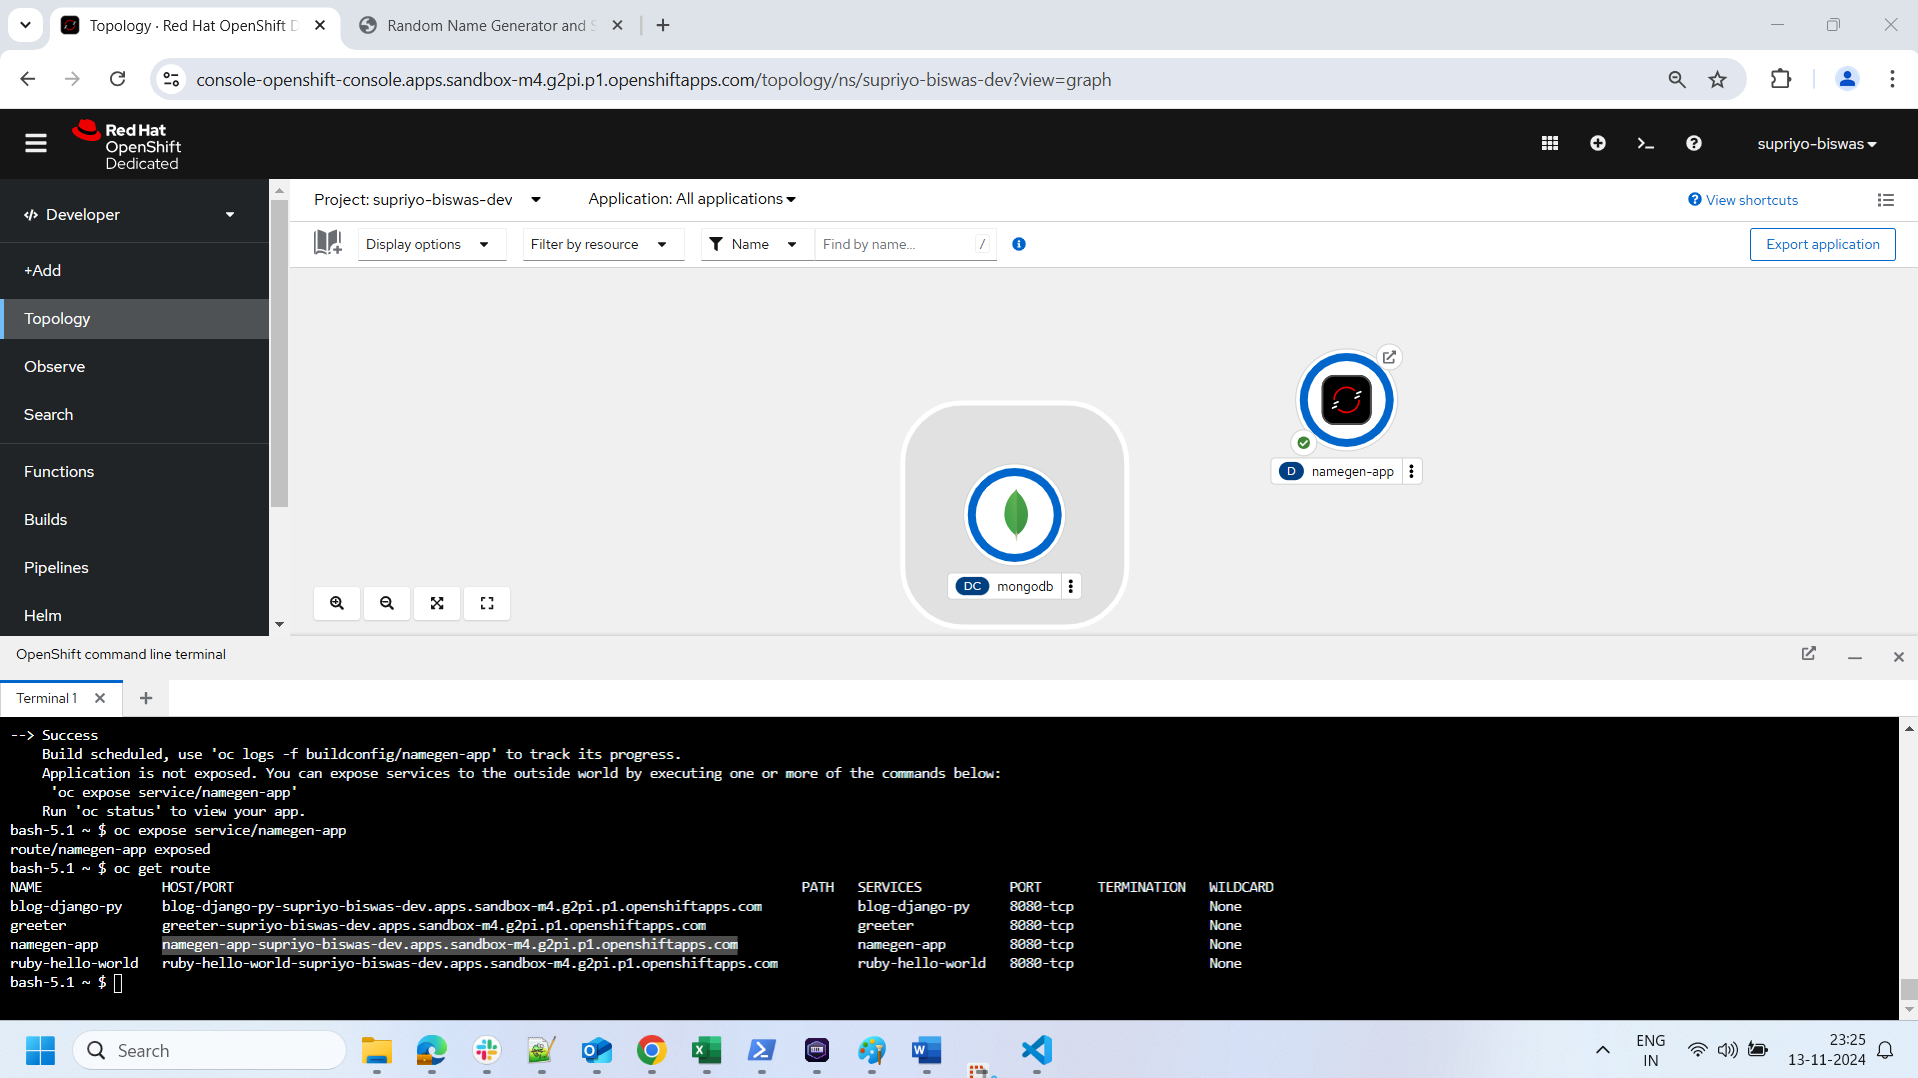 Topology · Red Hat OpenShift D
Random Name Generator and S
console-openshift-console.apps.sandbox-m4.g2pi.p1.openshiftapps.com/topology/ns/supriyo-biswas-dev?view=graph
Red Hat
OpenShift
Dedicated
supriyo-biswas
Developer
+Add
Topology
Observe
Search
Functions
Builds
Pipelines
Helm
Project: supriyo-biswas-dev
Application: All applications
View shortcuts
Display options
Filter by resource
Name
Find by name...
/
Export application
D namegen-app
DC mongodb
OpenShift command line terminal
Terminal 1
--> Success
Build scheduled, use 'oc logs -f buildconfig/namegen-app' to track its progress.
Application is not exposed. You can expose services to the outside world by executing one or more of the commands below:
'oc expose service/namegen-app'
Run 'oc status' to view your app.
bash-5.1 ~ $ oc expose service/namegen-app
route/namegen-app exposed
bash-5.1 ~ $ oc get route
NAME HOST/PORT PATH SERVICES PORT TERMINATION WILDCARD
blog-django-py blog-django-py-supriyo-biswas-dev.apps.sandbox-m4.g2pi.p1.openshiftapps.com blog-django-py 8080-tcp None
greeter greeter-supriyo-biswas-dev.apps.sandbox-m4.g2pi.p1.openshiftapps.com greeter 8080-tcp None
namegen-app namegen-app-supriyo-biswas-dev.apps.sandbox-m4.g2pi.p1.openshiftapps.com namegen-app 8080-tcp None
ruby-hello-world ruby-hello-world-supriyo-biswas-dev.apps.sandbox-m4.g2pi.p1.openshiftapps.com ruby-hello-world 8080-tcp None
bash-5.1 ~ $
Search
ENG
IN
23:25
13-11-2024